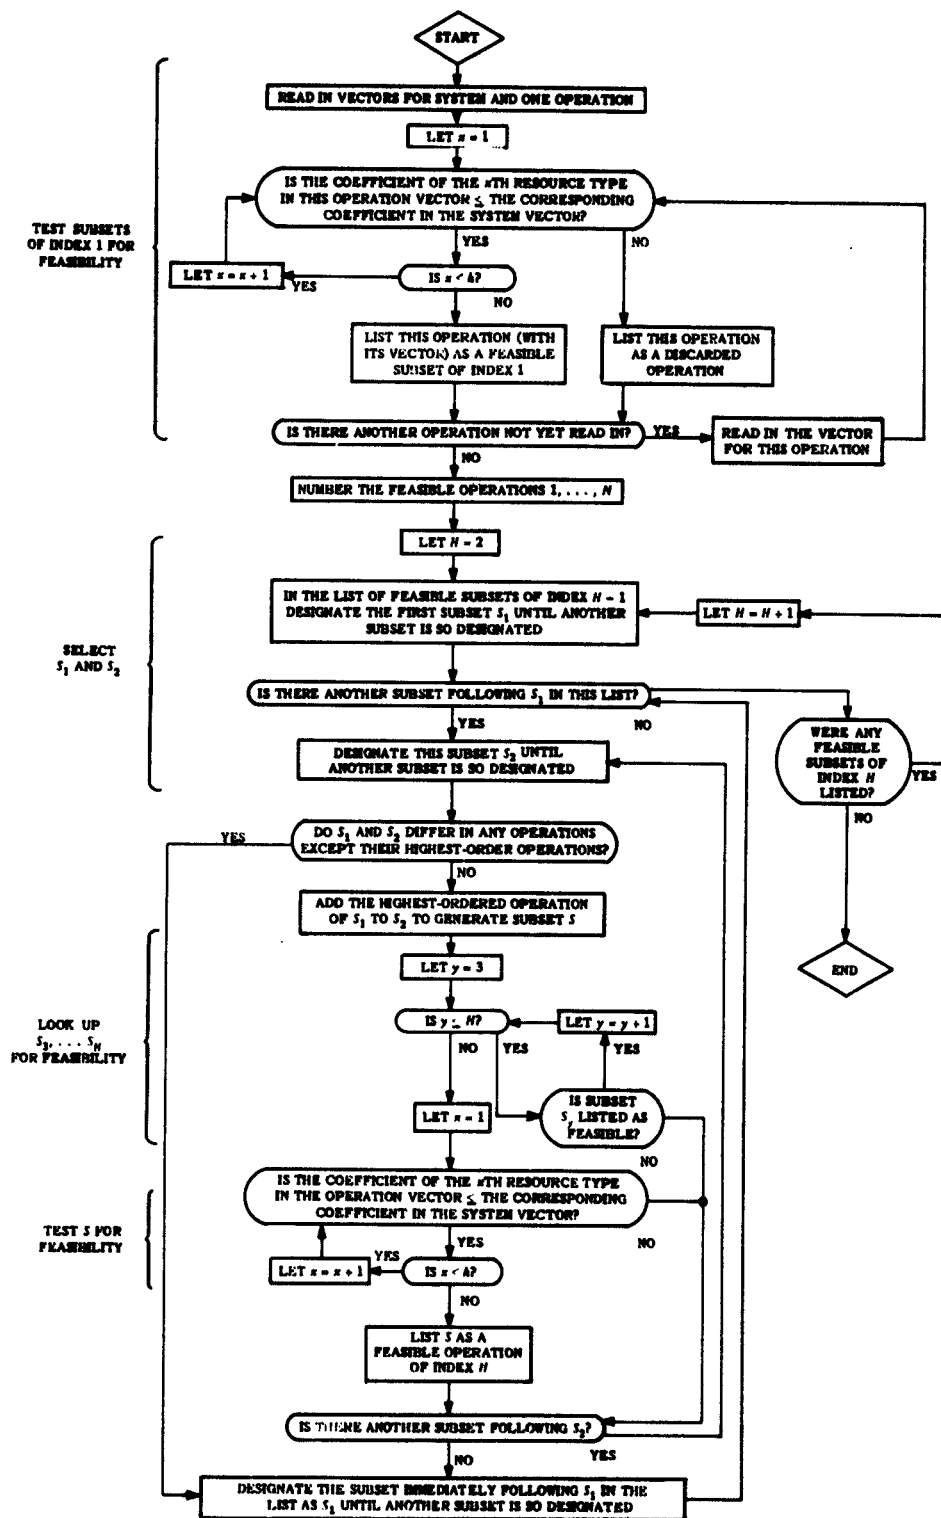 START
READ IN VECTORS FOR SYSTEM AND ONE OPERATION
LET x = 1
IS THE COEFFICIENT OF THE xTH RESOURCE TYPE
IN THIS OPERATION VECTOR ≤ THE CORRESPONDING
COEFFICIENT IN THE SYSTEM VECTOR?
TEST SUBSETS
OF INDEX 1 FOR
FEASIBILITY
YES
NO
LET x = x + 1
YES
IS x < 4?
NO
LIST THIS OPERATION (WITH
ITS VECTOR) AS A FEASIBLE
SUBSET OF INDEX 1
LIST THIS OPERATION
AS A DISCARDED
OPERATION
IS THERE ANOTHER OPERATION NOT YET READ IN?
YES
READ IN THE VECTOR
FOR THIS OPERATION
NO
NUMBER THE FEASIBLE OPERATIONS 1, . . . , N
LET H = 2
IN THE LIST OF FEASIBLE SUBSETS OF INDEX H - 1
DESIGNATE THE FIRST SUBSET S1 UNTIL ANOTHER
SUBSET IS SO DESIGNATED
LET H = H + 1
SELECT
S1 AND S2
IS THERE ANOTHER SUBSET FOLLOWING S1 IN THIS LIST?
YES
NO
DESIGNATE THIS SUBSET S2 UNTIL
ANOTHER SUBSET IS SO DESIGNATED
WERE ANY
FEASIBLE
SUBSETS OF
INDEX H
LISTED?
YES
NO
DO S1 AND S2 DIFFER IN ANY OPERATIONS
EXCEPT THEIR HIGHEST-ORDER OPERATIONS?
YES
NO
ADD THE HIGHEST-ORDERED OPERATION
OF S1 TO S2 TO GENERATE SUBSET S
LET y = 3
END
LOOK UP
S3, . . . SH
FOR FEASIBILITY
IS y ≤ H?
LET y = y + 1
NO
YES
YES
LET x = 1
IS SUBSET
Sy LISTED AS
FEASIBLE?
NO
IS THE COEFFICIENT OF THE xTH RESOURCE TYPE
IN THE OPERATION VECTOR ≤ THE CORRESPONDING
COEFFICIENT IN THE SYSTEM VECTOR?
TEST S FOR
FEASIBILITY
YES
NO
LET x = x + 1
YES
IS x < 4?
NO
LIST S AS A
FEASIBLE OPERATION
OF INDEX H
IS THERE ANOTHER SUBSET FOLLOWING S2?
YES
NO
DESIGNATE THE SUBSET IMMEDIATELY FOLLOWING S1 IN THE
LIST AS S1 UNTIL ANOTHER SUBSET IS SO DESIGNATED